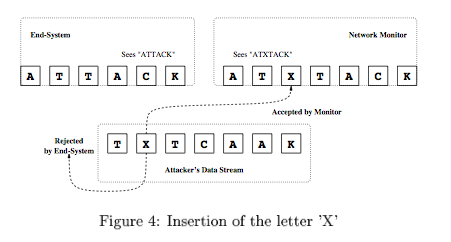 End-System
Network Monitor
Sees "ATTACK"
Sees "ATXTACK"
A T T A C K
A T X T A C K
Accepted by Monitor
Rejected
by End-System
T X T C A A K
Attacker's Data Stream
Figure 4: Insertion of the letter 'X'